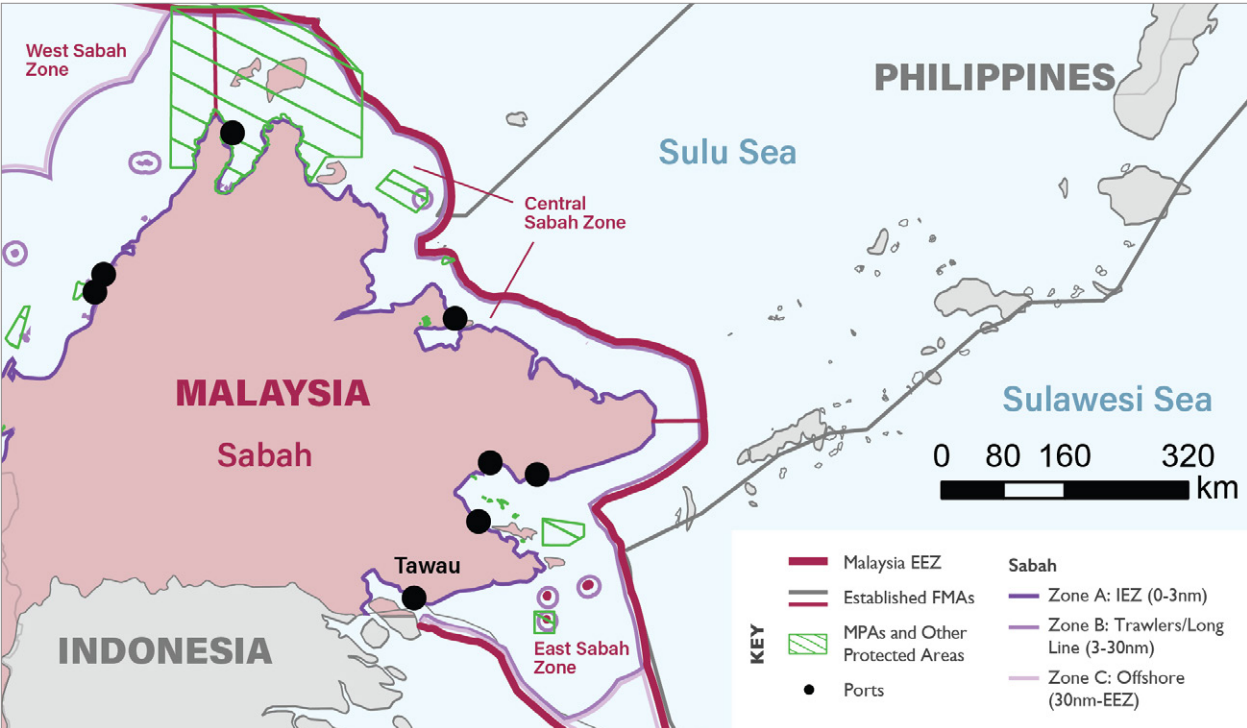 West Sabah
Zone
PHILIPPINES
Sulu Sea
Central
Sabah Zone
MALAYSIA
Sabah
Sulawesi Sea
0 80 160 320
km
Tawau
INDONESIA
East Sabah
Zone
KEY
Malaysia EEZ
Established FMAs
MPAs and Other
Protected Areas
Ports
Sabah
Zone A: IEZ (0-3nm)
Zone B: Trawlers/Long
Line (3-30nm)
Zone C: Offshore
(30nm-EEZ)